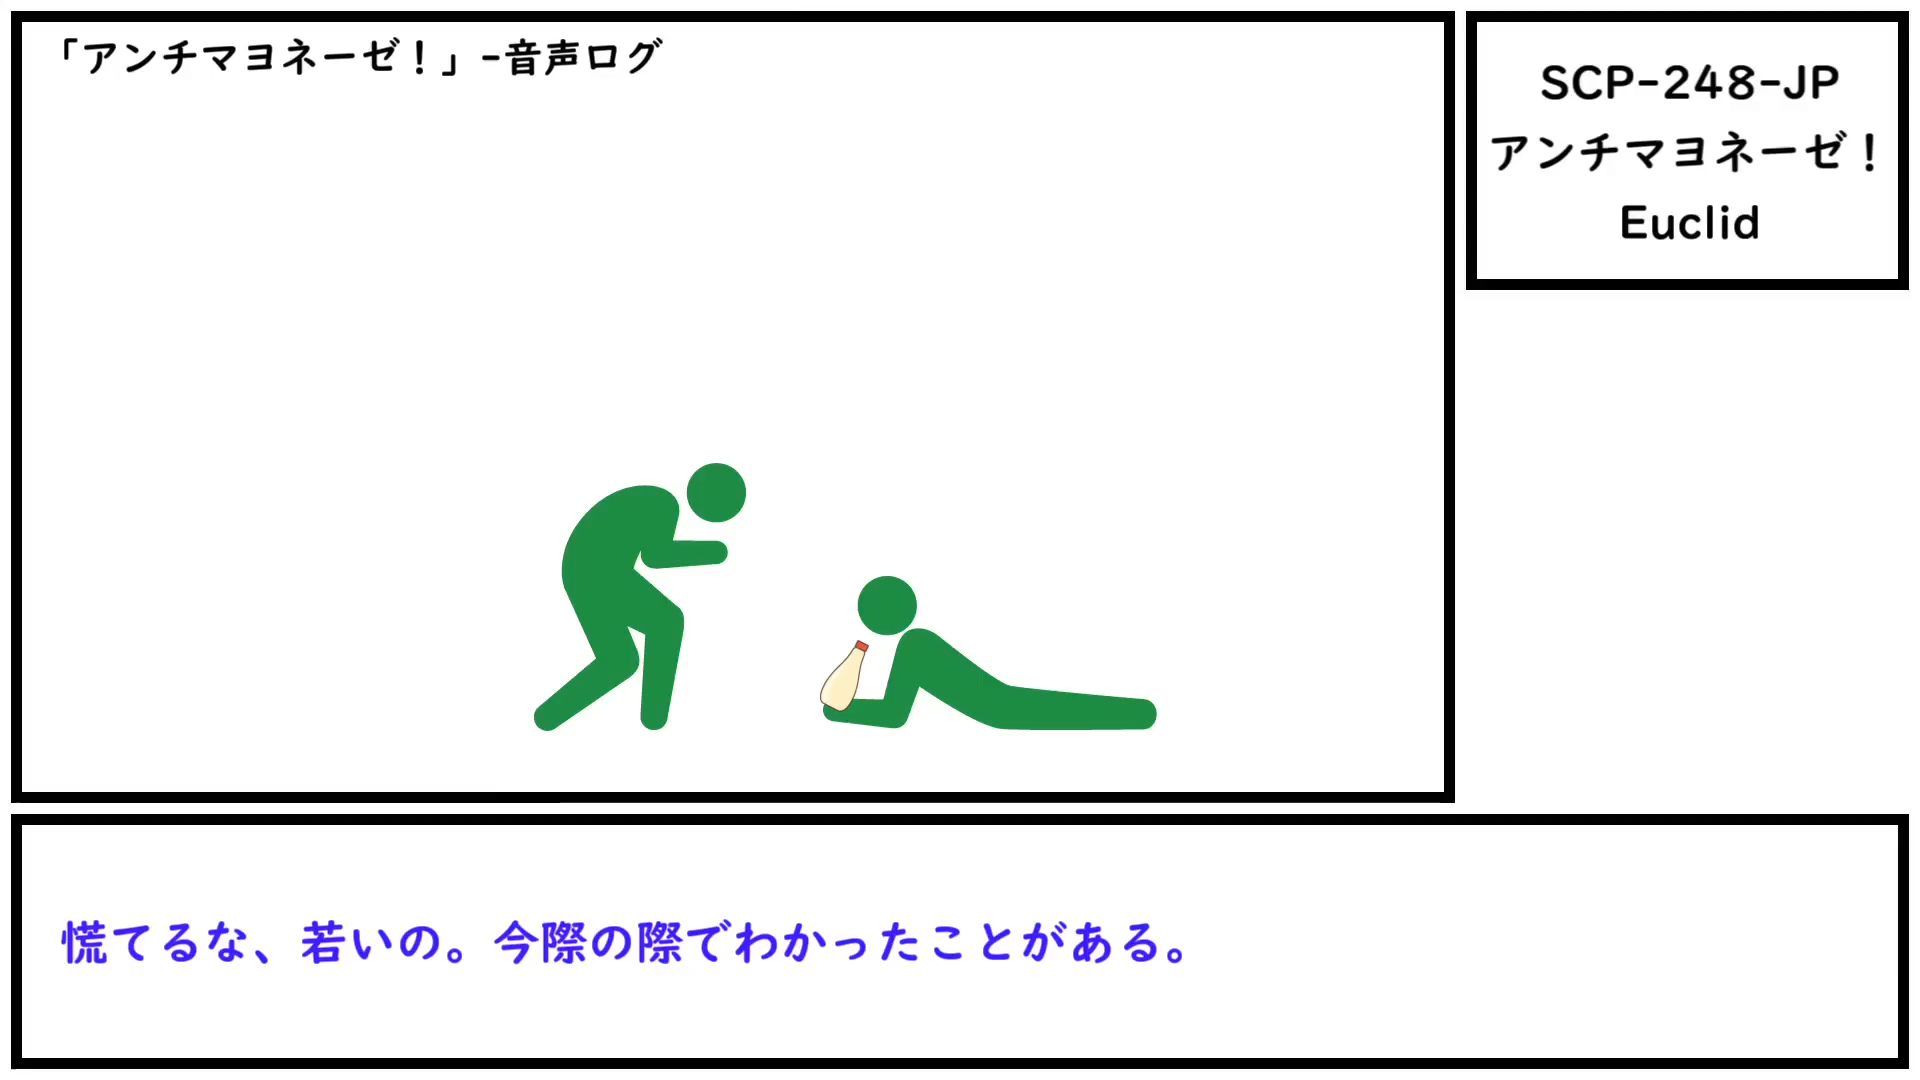 「アンチマヨネーゼ！」-音声ログ
SCP-248-JP
アンチマヨネーゼ！
Euclid
慌てるな、若いの。今際の際でわかったことがある。